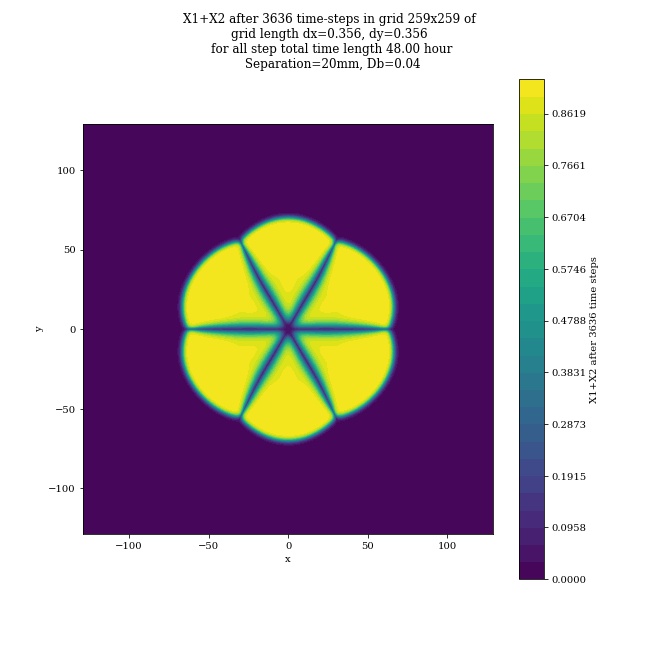 X1+X2 after 3636 time-steps in grid 259x259 of
grid length dx=0.356, dy=0.356
for all step total time length 48.00 hour
Separation=20mm, Db=0.04
100
50
0
−50
−100
y
−100
−50
0
50
100
x
0.8619
0.7661
0.6704
0.5746
0.4788
0.3831
0.2873
0.1915
0.0958
0.0000
X1+X2 after 3636 time steps